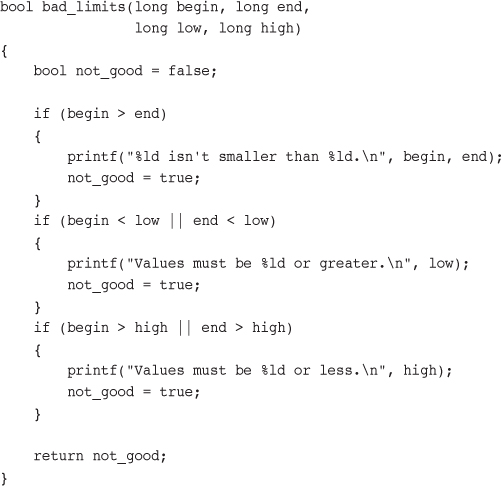 bool bad_limits(long begin, long end,
                long low, long high)
{
    bool not_good = false;

    if (begin > end)
    {
        printf("%ld isn't smaller than %ld.\n", begin, end);
        not_good = true;
    }
    if (begin < low || end < low)
    {
        printf("Values must be %ld or greater.\n", low);
        not_good = true;
    }
    if (begin > high || end > high)
    {
        printf("Values must be %ld or less.\n", high);
        not_good = true;
    }

    return not_good;
}